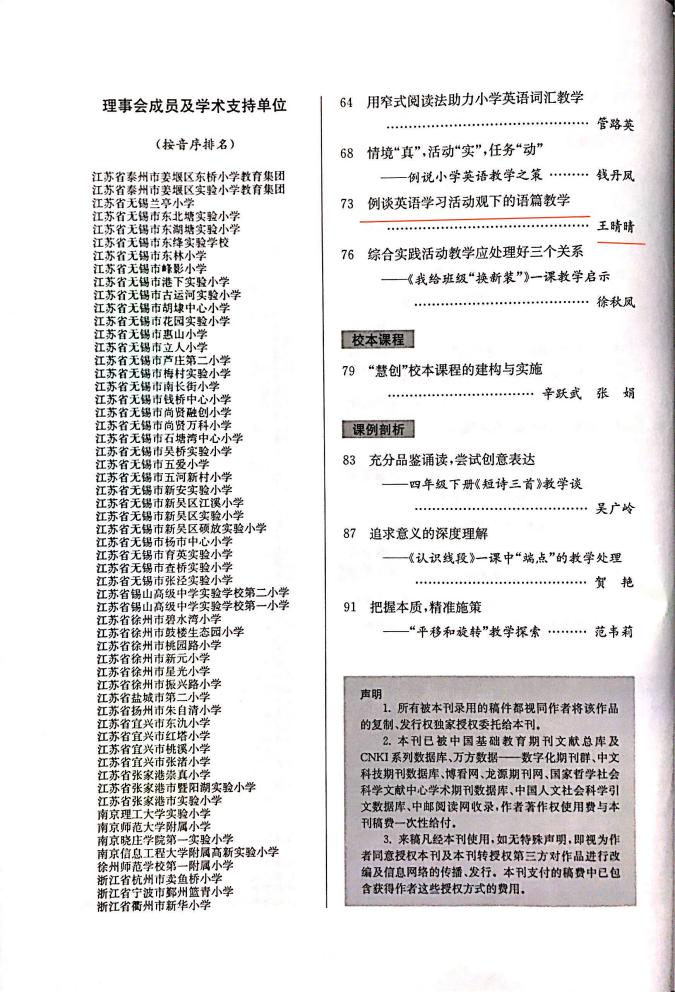 理事会成员及学术支持单位
（按音序排名）
江苏省泰州市姜堰区东桥小学教育集团
江苏省泰州市姜堰区实验小学教育集团
江苏省无锡兰亭小学
江苏省无锡市东北塘实验小学
江苏省无锡市东湖塘实验小学
江苏省无锡市东绛实验学校
江苏省无锡市东林小学
江苏省无锡市峰影小学
江苏省无锡市港下实验小学
江苏省无锡市古运河实验小学
江苏省无锡市胡埭中心小学
江苏省无锡市花园实验小学
江苏省无锡市惠山小学
江苏省无锡市立人小学
江苏省无锡市芦庄第二小学
江苏省无锡市梅村实验小学
江苏省无锡市南长街小学
江苏省无锡市钱桥中心小学
江苏省无锡市尚贤融创小学
江苏省无锡市尚贤万科小学
江苏省无锡市石塘湾中心小学
江苏省无锡市吴桥实验小学
江苏省无锡市五爱小学
江苏省无锡市五河新村小学
江苏省无锡市新安实验小学
江苏省无锡市新吴区江溪小学
江苏省无锡市新吴区实验小学
江苏省无锡市新吴区硕放实验小学
江苏省无锡市杨市中心小学
江苏省无锡市育英实验小学
江苏省无锡市查桥实验小学
江苏省无锡市张泾实验小学
江苏省锡山高级中学实验学校第二小学
江苏省锡山高级中学实验学校第一小学
江苏省徐州市碧水湾小学
江苏省徐州市鼓楼生态园小学
江苏省徐州市桃园路小学
江苏省徐州市新元小学
江苏省徐州市星光小学
江苏省徐州市振兴路小学
江苏省盐城市第二小学
江苏省扬州市朱自清小学
江苏省宜兴市东氿小学
江苏省宜兴市红塔小学
江苏省宜兴市桃溪小学
江苏省宜兴市张渚小学
江苏省张家港崇真小学
江苏省张家港市暨阳湖实验小学
江苏省张家港市实验小学
南京理工大学实验小学
南京师范大学附属小学
南京晓庄学院第一实验小学
南京信息工程大学附属高新实验小学
徐州师范学校第一附属小学
浙江省杭州市卖鱼桥小学
浙江省宁波市鄞州蓝青小学
浙江省衢州市新华小学
64 用窄式阅读法助力小学英语词汇教学
……………………………… 管路英
68 情境“真”，活动“实”，任务“动”
——例说小学英语教学之策 ……… 钱丹凤
73 例谈英语学习活动观下的语篇教学
……………………………… 王晴晴
76 综合实践活动教学应处理好三个关系
——《我给班级“换新装”》一课教学启示
……………………………… 徐秋凤
校本课程
79 “慧创”校本课程的建构与实施
……………………………… 辛跃武 张 娟
课例剖析
83 充分品鉴诵读，尝试创意表达
——四年级下册《短诗三首》教学谈
……………………………… 吴广岭
87 追求意义的深度理解
——《认识线段》一课中“端点”的教学处理
……………………………… 贺 艳
91 把握本质，精准施策
——“平移和旋转”教学探索 ……… 范韦莉
声明
1. 所有被本刊录用的稿件都视同作者将该作品
的复制、发行权独家授权委托给本刊。
2. 本刊已被中国基础教育期刊文献总库及
CNKI系列数据库、万方数据——数字化期刊群、中文
科技期刊数据库、博看网、龙源期刊网、国家哲学社会
科学文献中心学术期刊数据库、中国人文社会科学引
文数据库、中邮阅读网收录，作者著作权使用费与本
刊稿费一次性给付。
3. 来稿凡经本刊使用，如无特殊声明，即视为作
者同意授权本刊及本刊转授权第三方对作品进行改
编及信息网络的传播、发行。本刊支付的稿费中已包
含获得作者这些授权方式的费用。